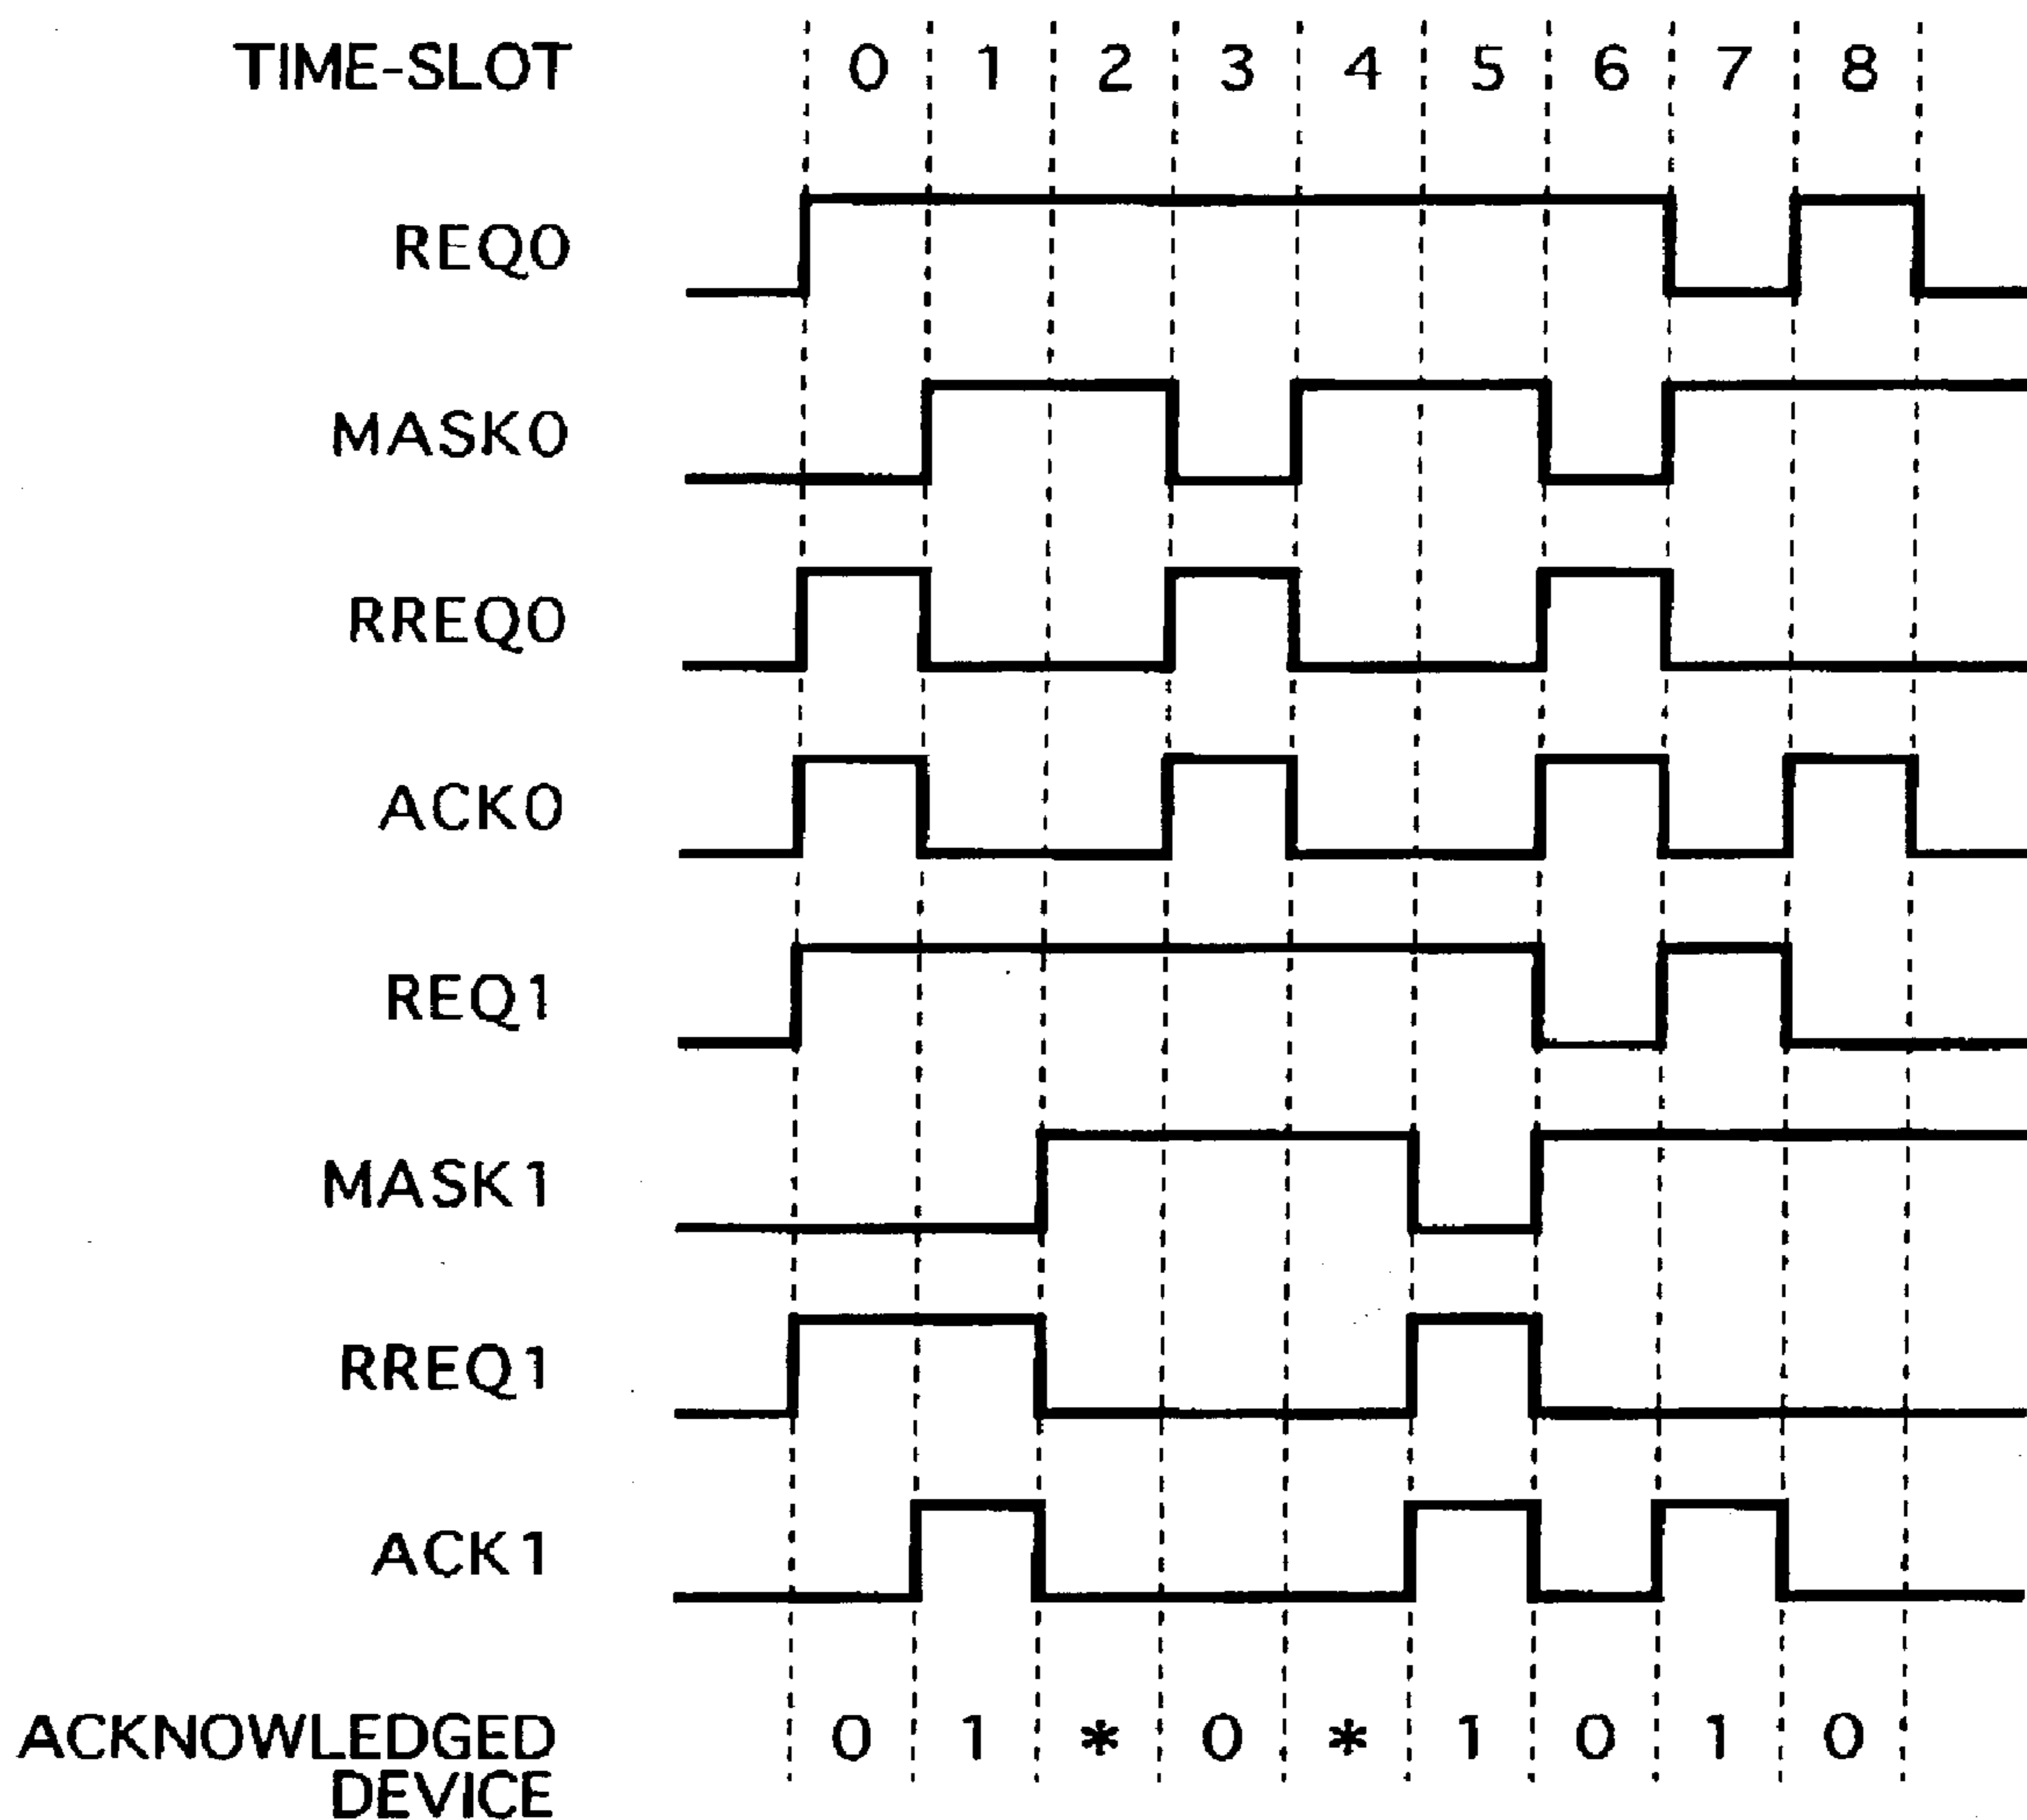 TIME-SLOT 0 1 2 3 4 5 6 7 8
REQ0
MASK0
RREQ0
ACK0
REQ1
MASK1
RREQ1
ACK1
ACKNOWLEDGED 0 1 * 0 * 1 0 1 0
DEVICE